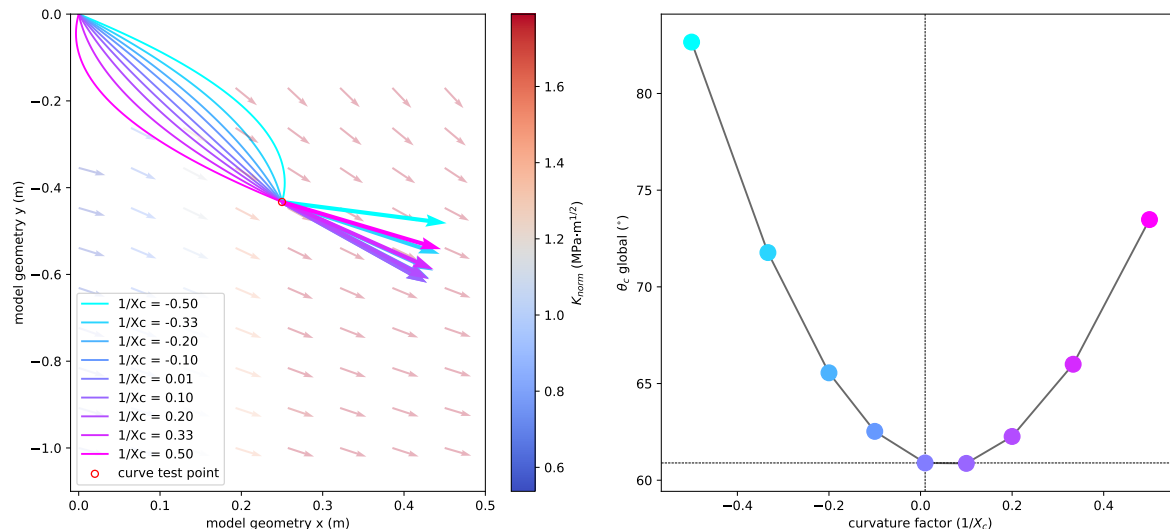 0.0
−0.2
−0.4
−0.6
−0.8
−1.0
model geometry y (m)
1/Xc = -0.50
1/Xc = -0.33
1/Xc = -0.20
1/Xc = -0.10
1/Xc = 0.01
1/Xc = 0.10
1/Xc = 0.20
1/Xc = 0.33
1/Xc = 0.50
curve test point
0.0 0.1 0.2 0.3 0.4 0.5
model geometry x (m)
1.6
1.4
1.2
1.0
0.8
0.6
K_norm (MPa·m^1/2)
80
75
70
65
60
θ_c global (°)
−0.4 −0.2 0.0 0.2 0.4
curvature factor (1/X_c)